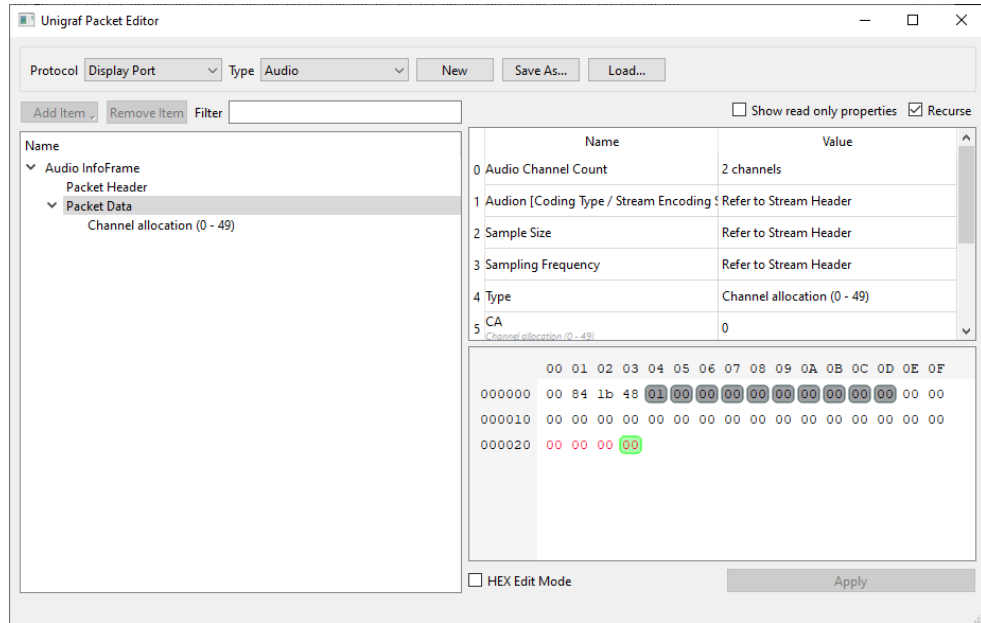 Unigraf Packet Editor
Protocol Display Port Type Audio New Save As... Load...
Add Item Remove Item Filter Show read only properties Recurse
Name
Audio InfoFrame
Packet Header
Packet Data
Channel allocation (0 - 49)
Name Value
0 Audio Channel Count 2 channels
1 Audion [Coding Type / Stream Encoding S Refer to Stream Header
2 Sample Size Refer to Stream Header
3 Sampling Frequency Refer to Stream Header
4 Type Channel allocation (0 - 49)
5 CA 0
Channel allocation (0 - 49)
00 01 02 03 04 05 06 07 08 09 0A 0B 0C 0D 0E 0F
000000 00 84 1b 48 01 00 00 00 00 00 00 00 00 00 00 00
000010 00 00 00 00 00 00 00 00 00 00 00 00 00 00 00 00
000020 00 00 00 00
HEX Edit Mode Apply